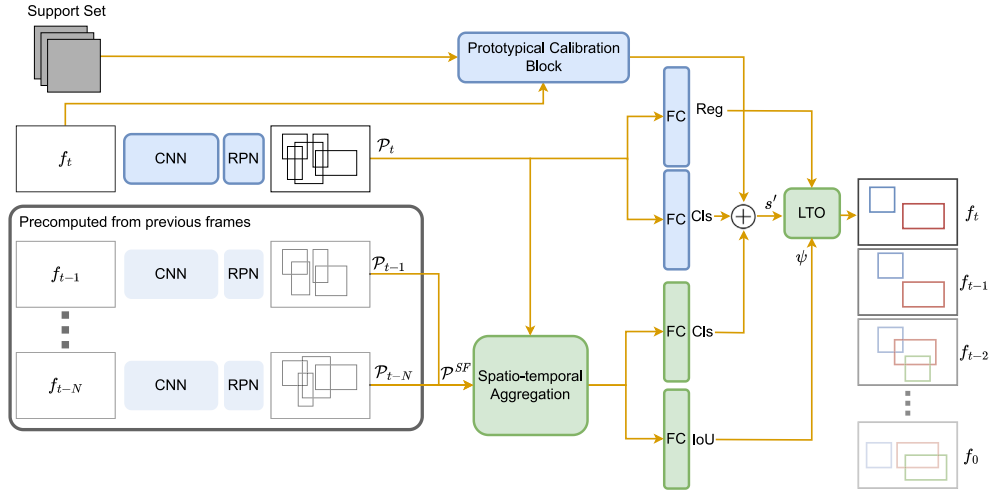 Support Set
Prototypical Calibration
Block
f_t
CNN
RPN
𝒫_t
FC
Reg
FC
Cls
s′
LTO
ψ
f_t
Precomputed from previous frames
f_{t−1}
CNN
RPN
𝒫_{t−1}
f_{t−1}
FC
Cls
f_{t−2}
f_{t−N}
CNN
RPN
𝒫_{t−N}
𝒫^{SF}
Spatio-temporal
Aggregation
FC
IoU
f_0